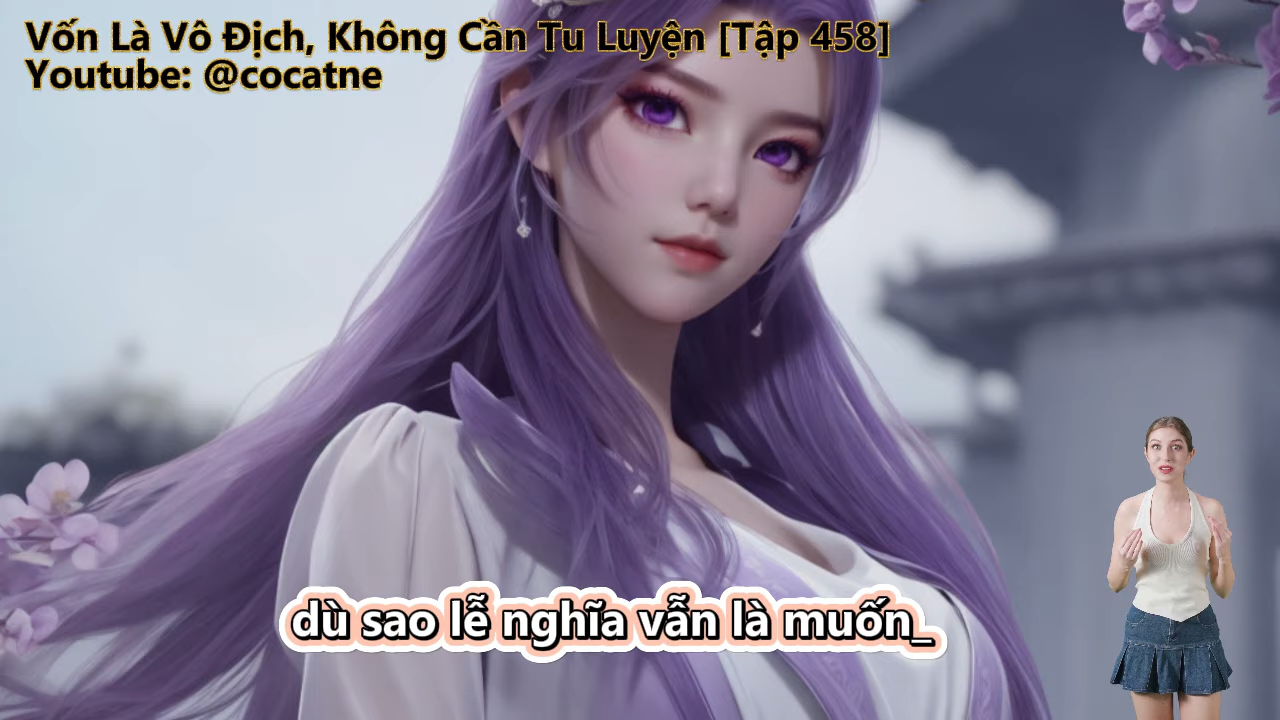 Vốn Là Vô Địch, Không Cần Tu Luyện [Tập 458]
Youtube: @cocatne
dù sao lễ nghĩa vẫn là muốn_